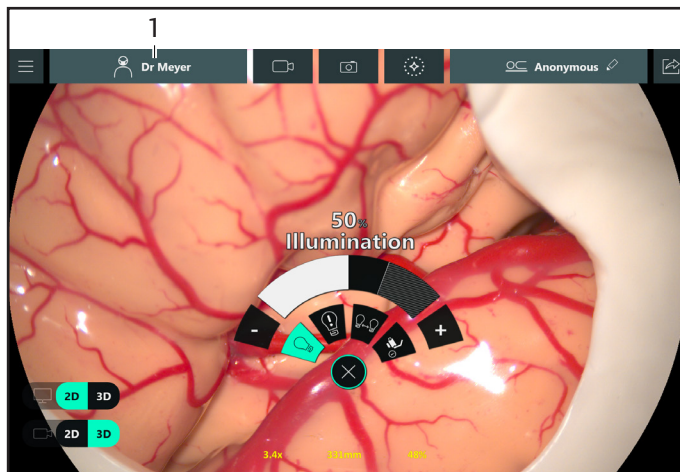 1
Dr Meyer
Anonymous
50%
Illumination
- +
2D 3D
2D 3D
3.4x 331mm 48%